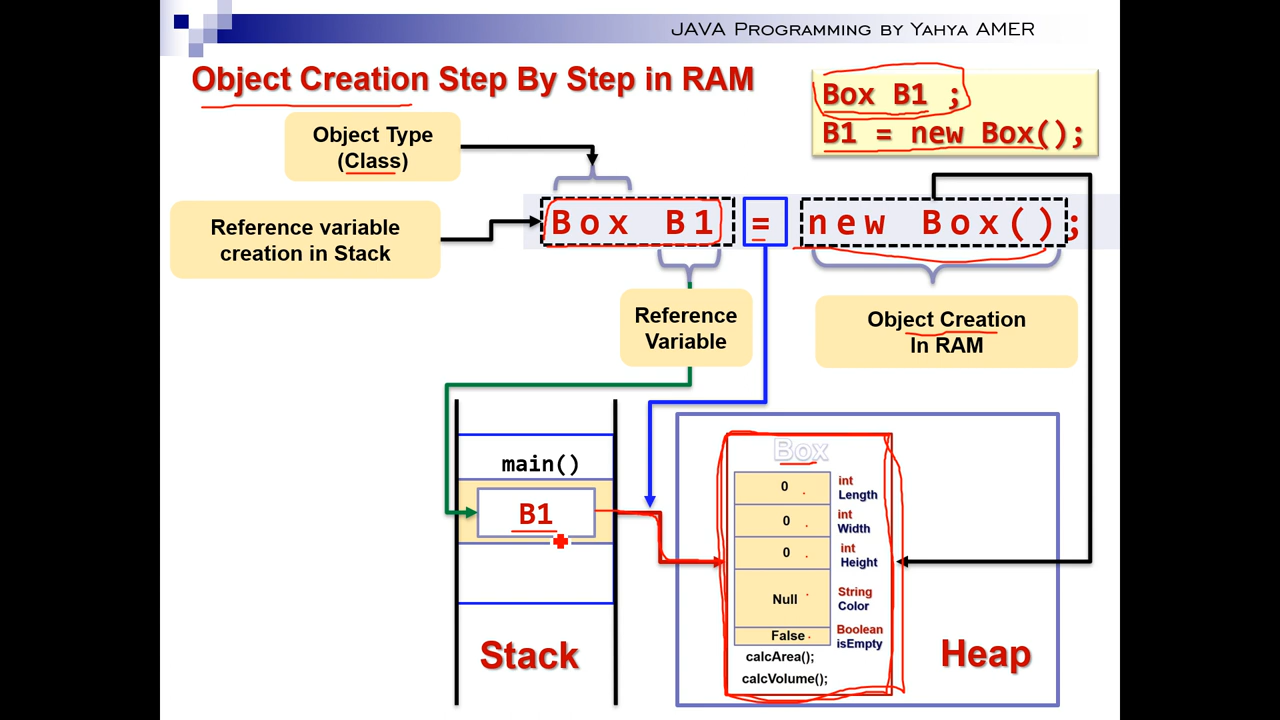 JAVA Programming by Yahya AMER
Object Creation Step By Step in RAM
Box B1 ;
B1 = new Box();
Object Type
(Class)
Reference variable
creation in Stack
Box B1 = new Box();
Reference
Variable
Object Creation
In RAM
main()
B1
Stack
Box
0
int
Length
0
int
Width
0
int
Height
Null
String
Color
False
Boolean
isEmpty
calcArea();
calcVolume();
Heap